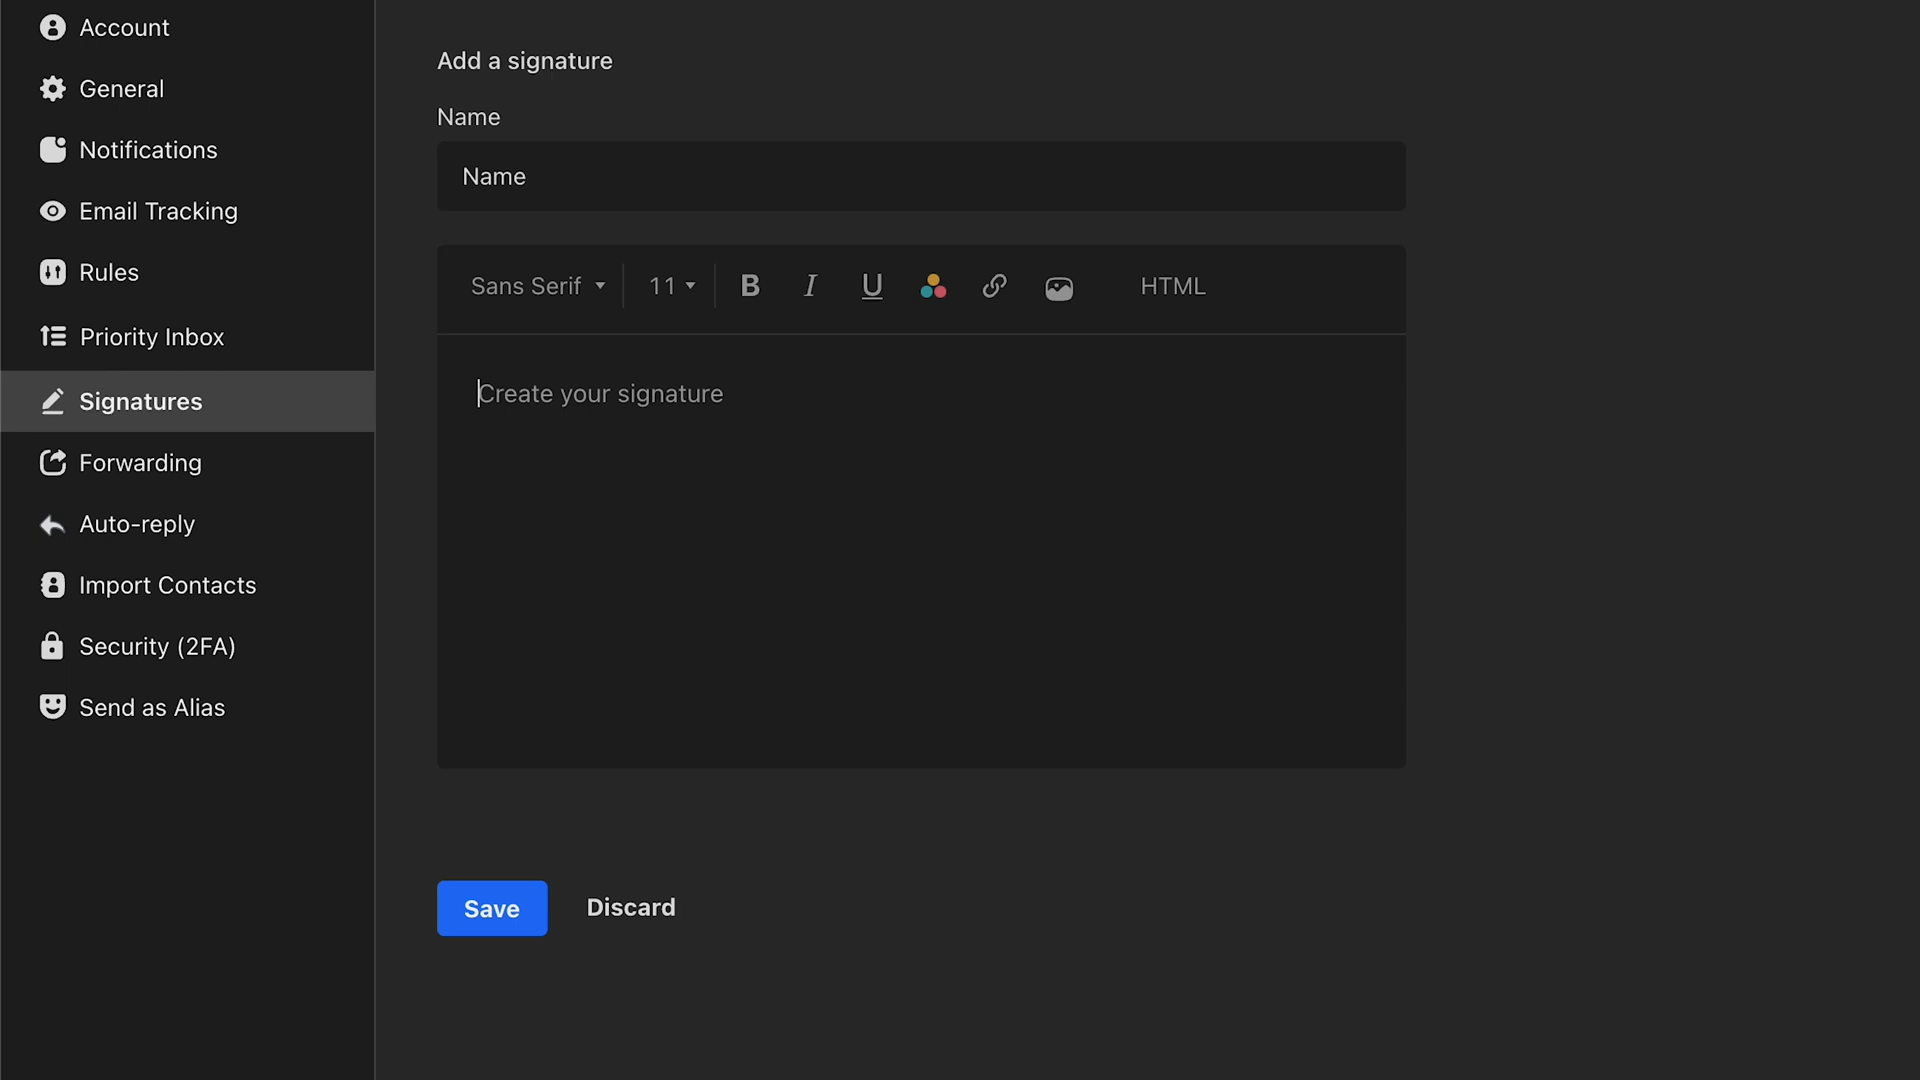 Account
General
Notifications
Email Tracking
Rules
Priority Inbox
Signatures
Forwarding
Auto-reply
Import Contacts
Security (2FA)
Send as Alias
Add a signature
Name
Name
Sans Serif 11 B I U HTML
Create your signature
Save Discard